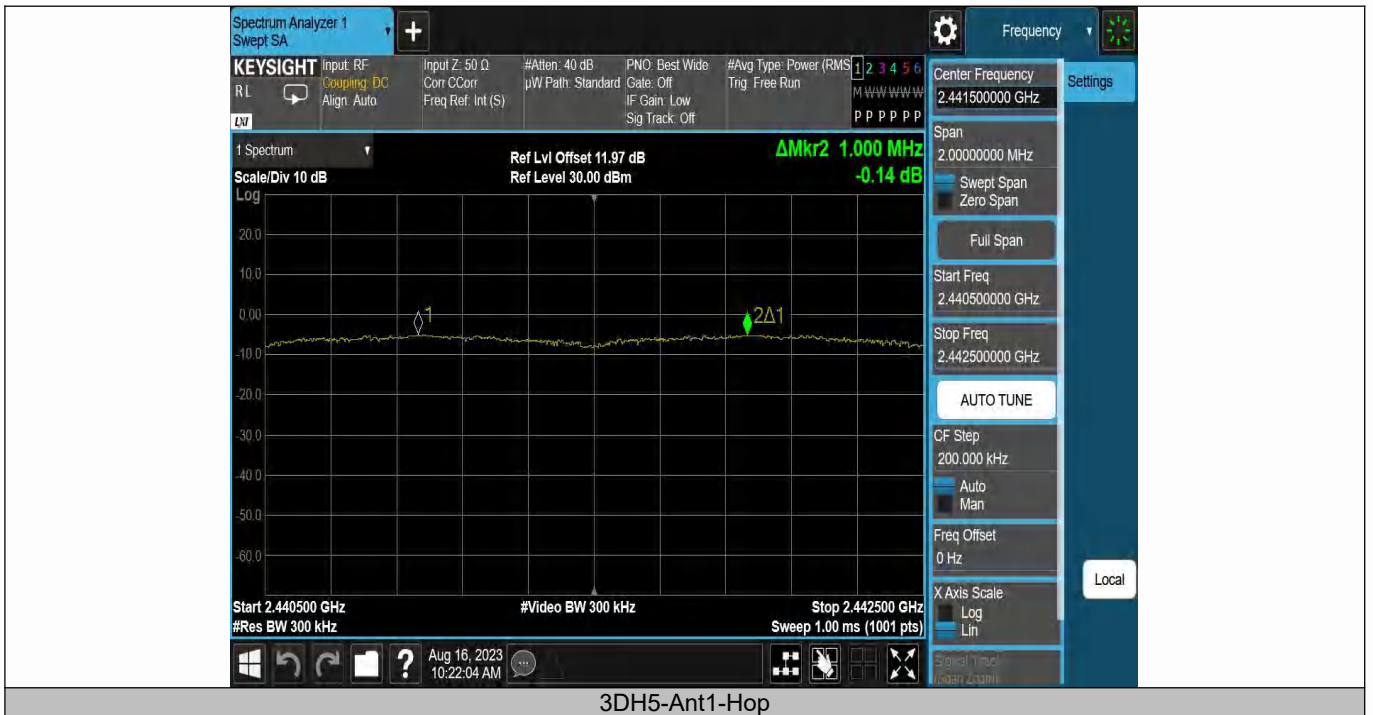 Spectrum Analyzer 1
Swept SA
+
Frequency
KEYSIGHT
RL
LXI
Input: RF
Coupling: DC
Align: Auto
Input Z: 50 Ω
Corr CCorr
Freq Ref: Int (S)
#Atten: 40 dB
µW Path: Standard
PNO: Best Wide
Gate: Off
IF Gain: Low
Sig Track: Off
#Avg Type: Power (RMS
Trig: Free Run
1 2 3 4 5 6
M W W W W W
P P P P P P
1 Spectrum
Scale/Div 10 dB
Ref Lvl Offset 11.97 dB
Ref Level 30.00 dBm
ΔMkr2 1.000 MHz
-0.14 dB
Log
20.0
10.0
0.00
-10.0
-20.0
-30.0
-40.0
-50.0
-60.0
1
2Δ1
Start 2.440500 GHz
#Res BW 300 kHz
#Video BW 300 kHz
Stop 2.442500 GHz
Sweep 1.00 ms (1001 pts)
Center Frequency
2.441500000 GHz
Settings
Span
2.00000000 MHz
Swept Span
Zero Span
Full Span
Start Freq
2.440500000 GHz
Stop Freq
2.442500000 GHz
AUTO TUNE
CF Step
200.000 kHz
Auto
Man
Freq Offset
0 Hz
X Axis Scale
Log
Lin
Signal Track
(Span Zoom)
Local
?
Aug 16, 2023
10:22:04 AM
3DH5-Ant1-Hop